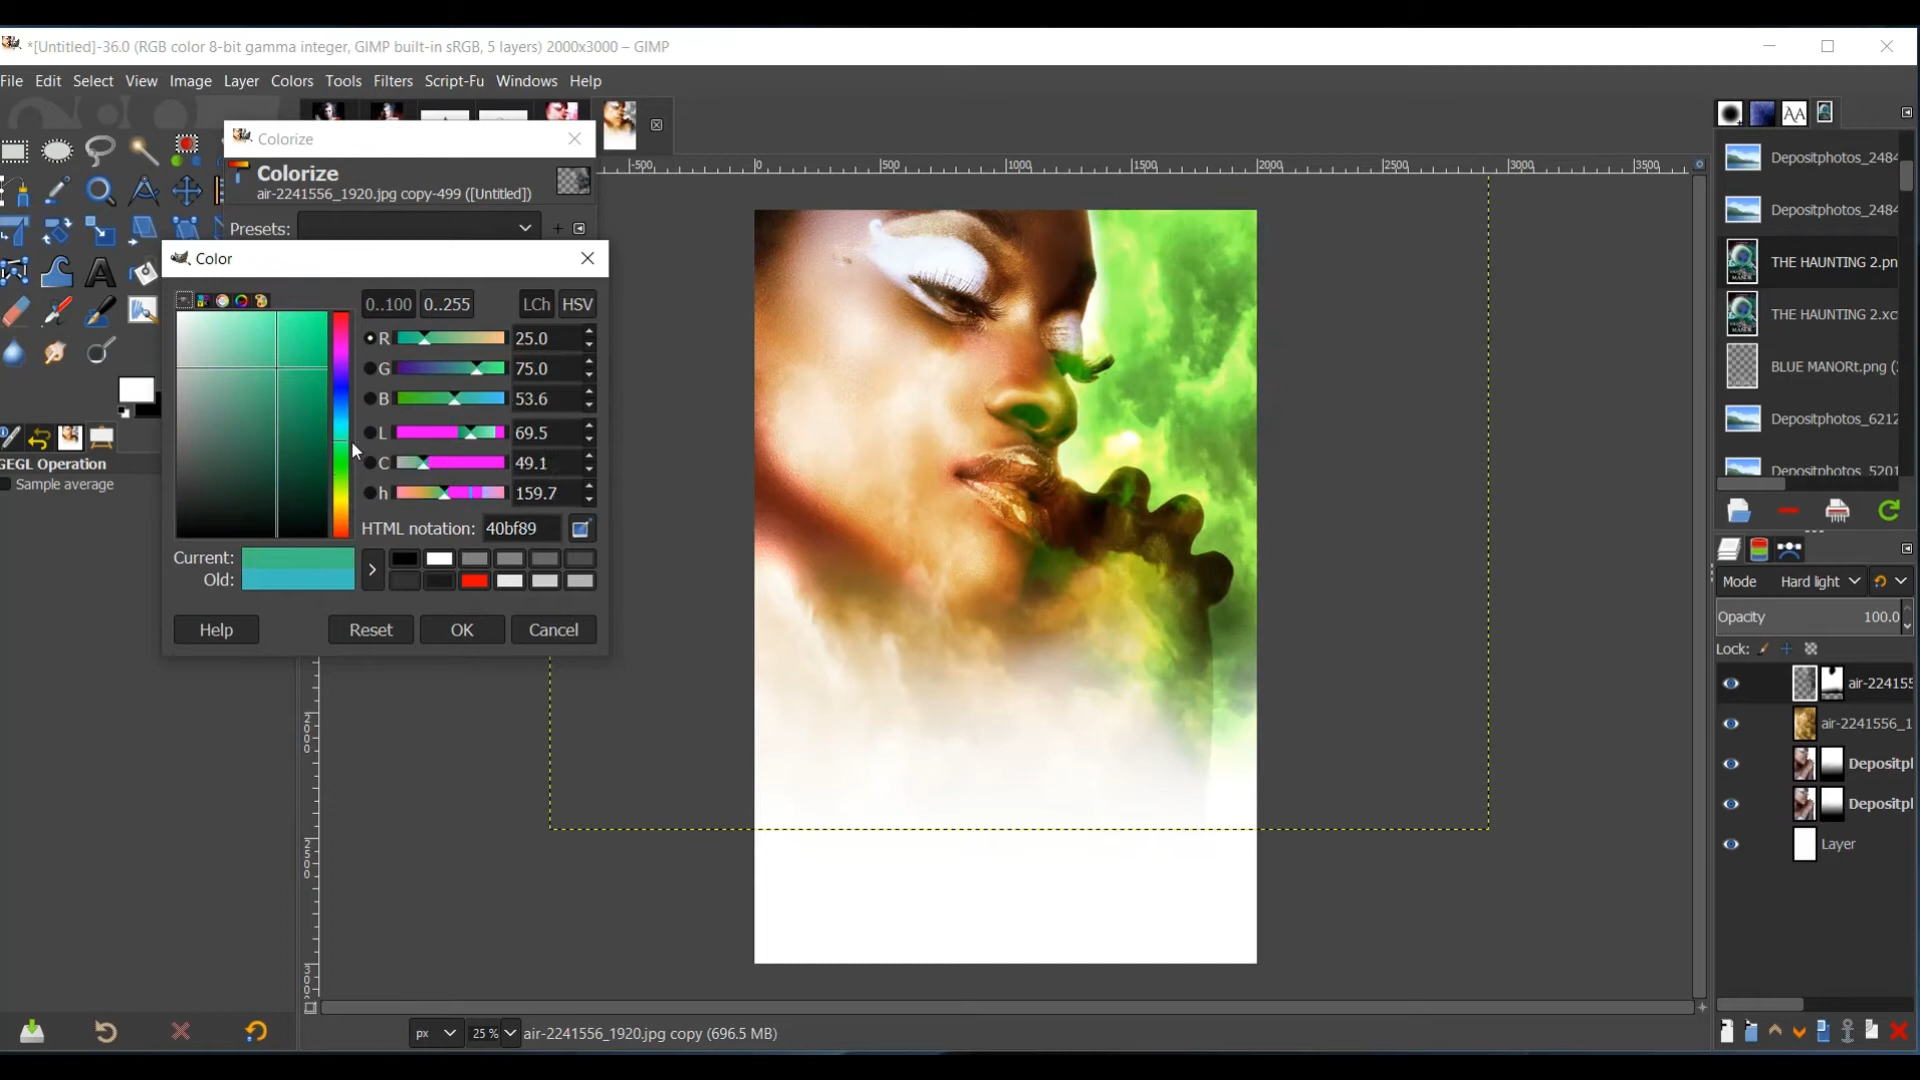 *[Untitled]-36.0 (RGB color 8-bit gamma integer, GIMP built-in sRGB, 5 layers) 2000x3000 – GIMP
File Edit Select View Image Layer Colors Tools Filters Script-Fu Windows Help
Colorize
Colorize
air-2241556_1920.jpg copy-499 ([Untitled])
Presets:
Color
0..100 0..255 LCh HSV
R 25.0
G 75.0
B 53.6
L 69.5
C 49.1
h 159.7
HTML notation: 40bf89
Current:
Old:
Help Reset OK Cancel
GEGL Operation
Sample average
-500 0 500 1000 1500 2000 2500 3000 3500
2000
2500
3000
px 25 % air-2241556_1920.jpg copy (696.5 MB)
AA
Depositphotos_2484
Depositphotos_2484
THE HAUNTING 2.pn
THE HAUNTING 2.xc
BLUE MANORt.png (
Depositphotos_6212
Depositphotos_5201
Mode Hard light
Opacity 100.0
Lock:
air-224155
air-2241556_1
Depositpl
Depositpl
Layer